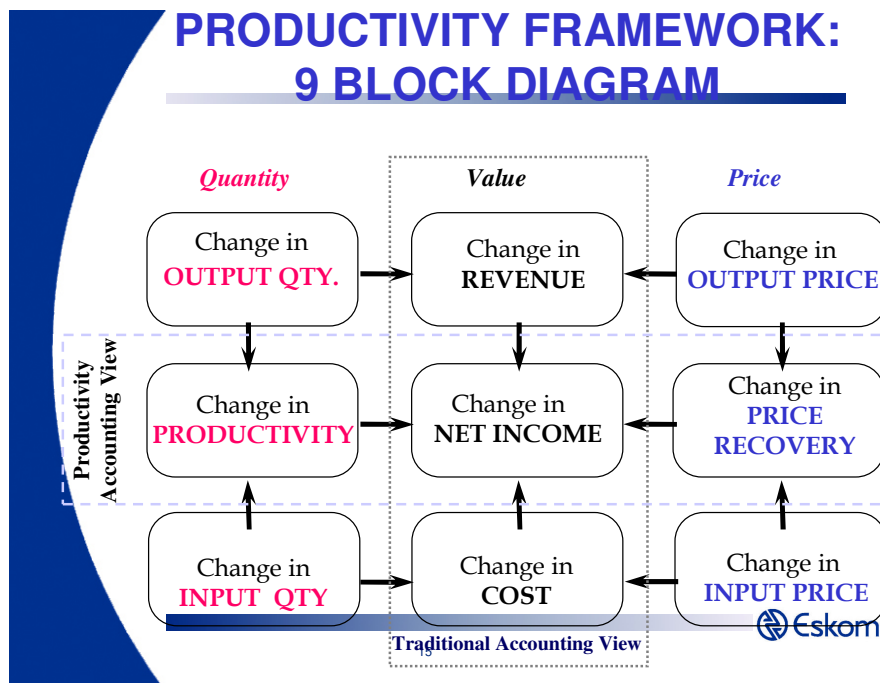 PRODUCTIVITY FRAMEWORK:
9 BLOCK DIAGRAM
Quantity
Value
Price
Change in
OUTPUT QTY.
Change in
REVENUE
Change in
OUTPUT PRICE
Productivity
Accounting View
Change in
PRODUCTIVITY
Change in
NET INCOME
Change in
PRICE
RECOVERY
Change in
INPUT QTY
Change in
COST
Change in
INPUT PRICE
Traditional Accounting View
15
Eskom